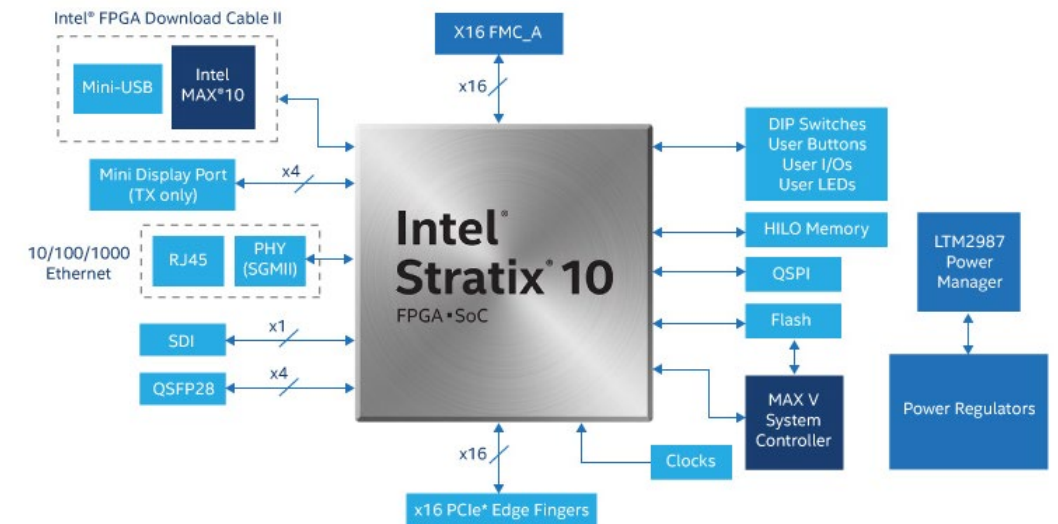 Intel® FPGA Download Cable II
Mini-USB
Intel
MAX®10
X16 FMC_A
x16
Mini Display Port
(TX only)
x4
10/100/1000
Ethernet
RJ45
PHY
(SGMII)
SDI
x1
QSFP28
x4
Intel®
Stratix® 10
FPGA • SoC
DIP Switches
User Buttons
User I/Os
User LEDs
HILO Memory
QSPI
Flash
MAX V
System
Controller
LTM2987
Power
Manager
Power Regulators
Clocks
x16
x16 PCIe* Edge Fingers